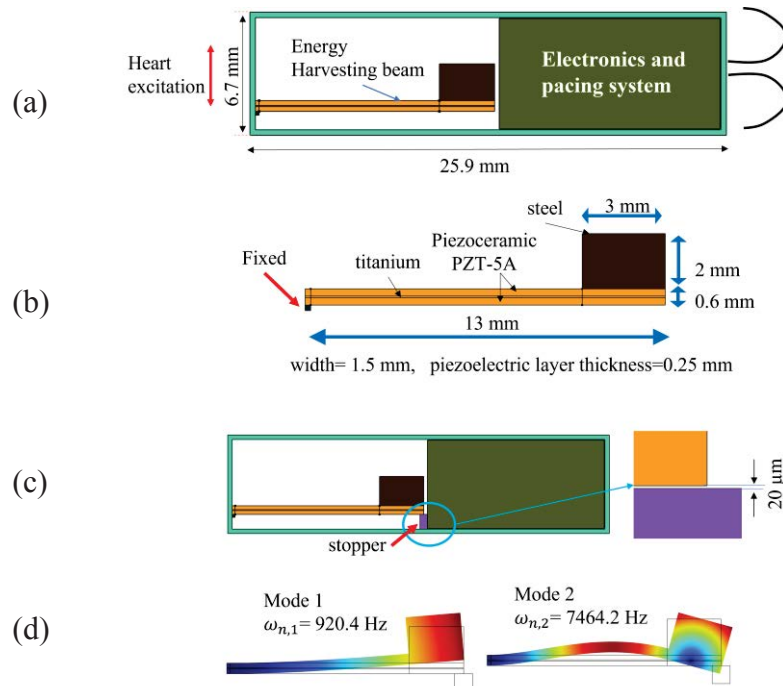 (a)
Heart
excitation
6.7 mm
Energy
Harvesting beam
Electronics and
pacing system
25.9 mm
(b)
Fixed
titanium
Piezoceramic
PZT-5A
steel
3 mm
2 mm
0.6 mm
13 mm
width= 1.5 mm, piezoelectric layer thickness=0.25 mm
(c)
stopper
20 µm
(d)
Mode 1
ωn,1= 920.4 Hz
Mode 2
ωn,2= 7464.2 Hz